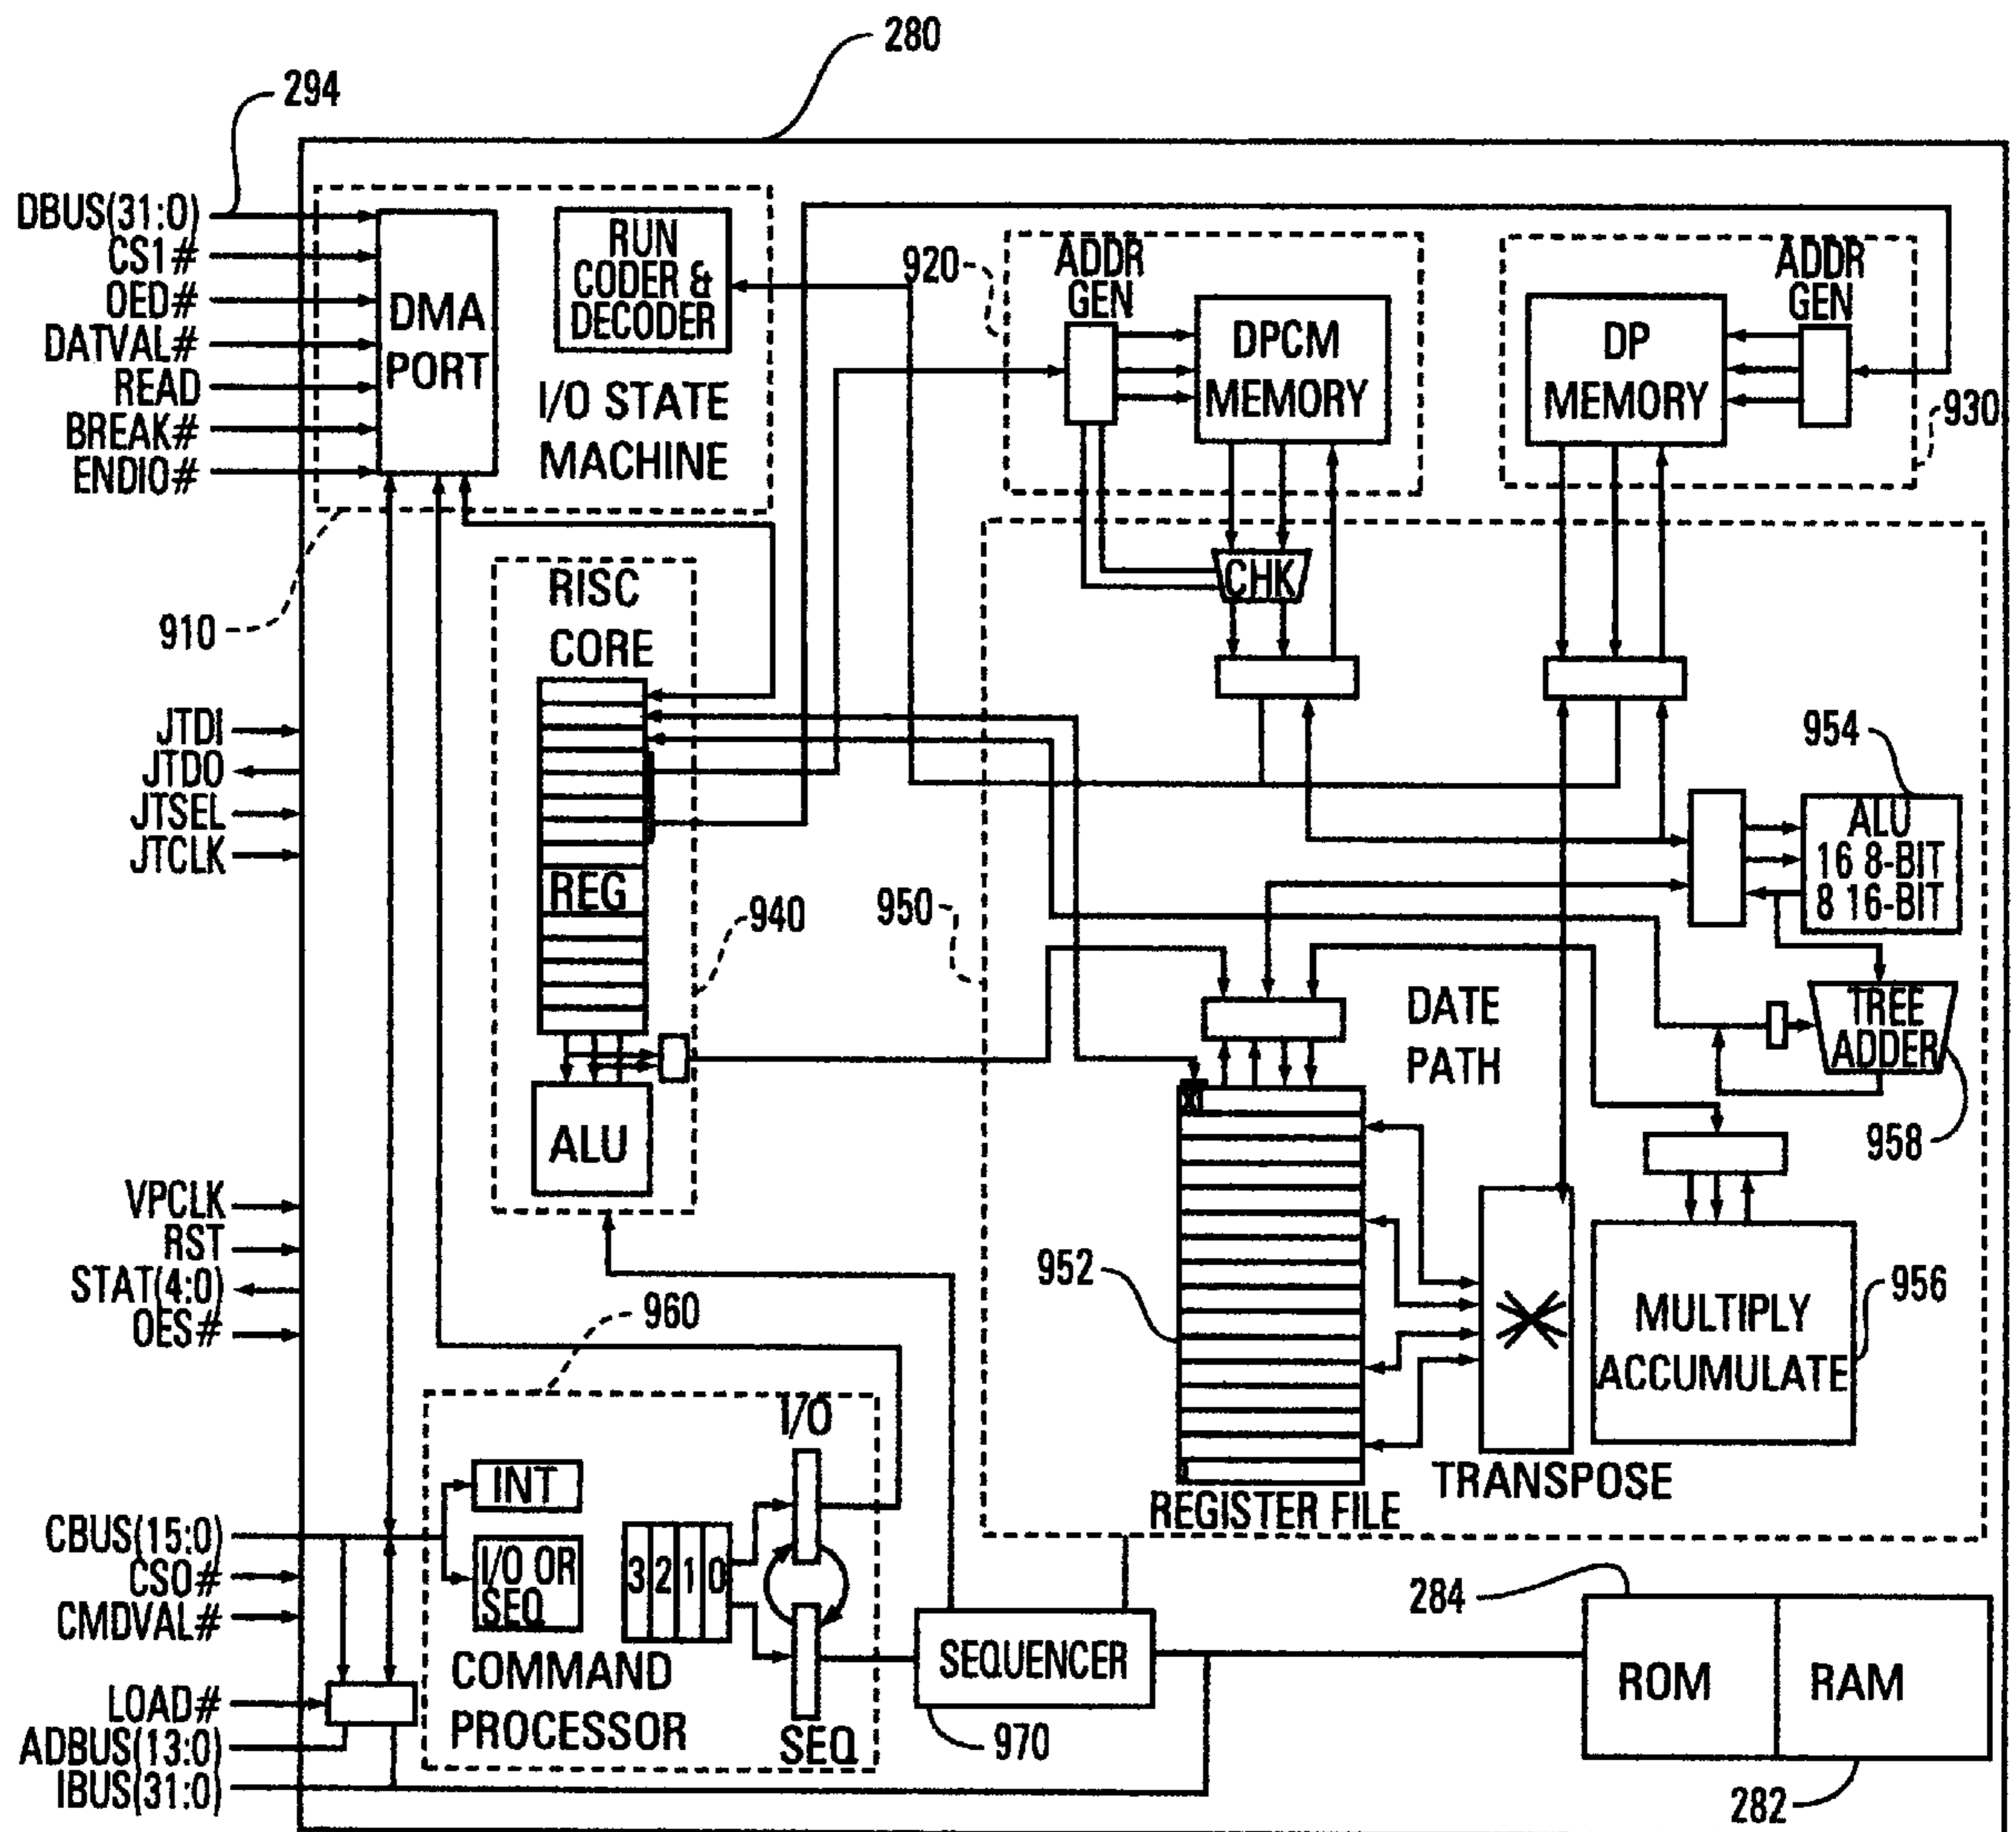 280
294
DBUS(31:0)
CS1#
OED#
DATVAL#
READ
BREAK#
ENDIO#
DMA
PORT
RUN
CODER &
DECODER
I/O STATE
MACHINE
910
920
ADDR
GEN
DPCM
MEMORY
DP
MEMORY
ADDR
GEN
930
CHK
RISC
CORE
REG
ALU
940
JTDI
JTDO
JTSEL
JTCLK
950
954
ALU
16 8-BIT
8 16-BIT
DATE
PATH
TREE
ADDER
958
952
REGISTER FILE
TRANSPOSE
MULTIPLY
ACCUMULATE
956
VPCLK
RST
STAT(4:0)
OES#
960
I/O
INT
I/O OR
SEQ
3 2 1 0
COMMAND
PROCESSOR
SEQ
CBUS(15:0)
CSO#
CMDVAL#
LOAD#
ADBUS(13:0)
IBUS(31:0)
SEQUENCER
970
284
ROM
RAM
282